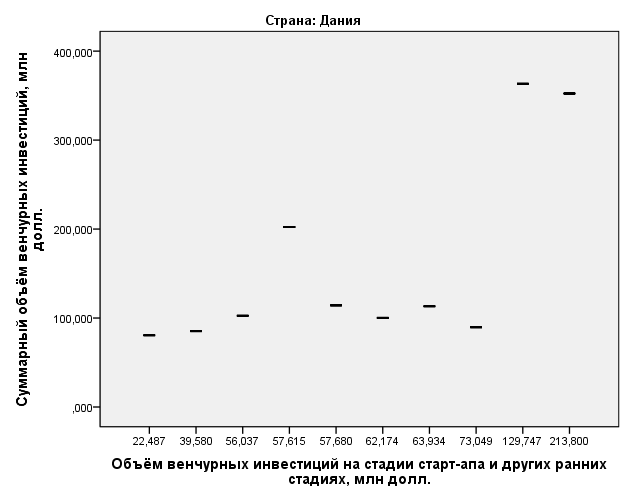 Страна: Дания
Суммарный объём венчурных инвестиций, млн
долл.
400,000
300,000
200,000
100,000
,000
22,487 39,580 56,037 57,615 57,680 62,174 63,934 73,049 129,747 213,800
Объём венчурных инвестиций на стадии старт-апа и других ранних
стадиях, млн долл.